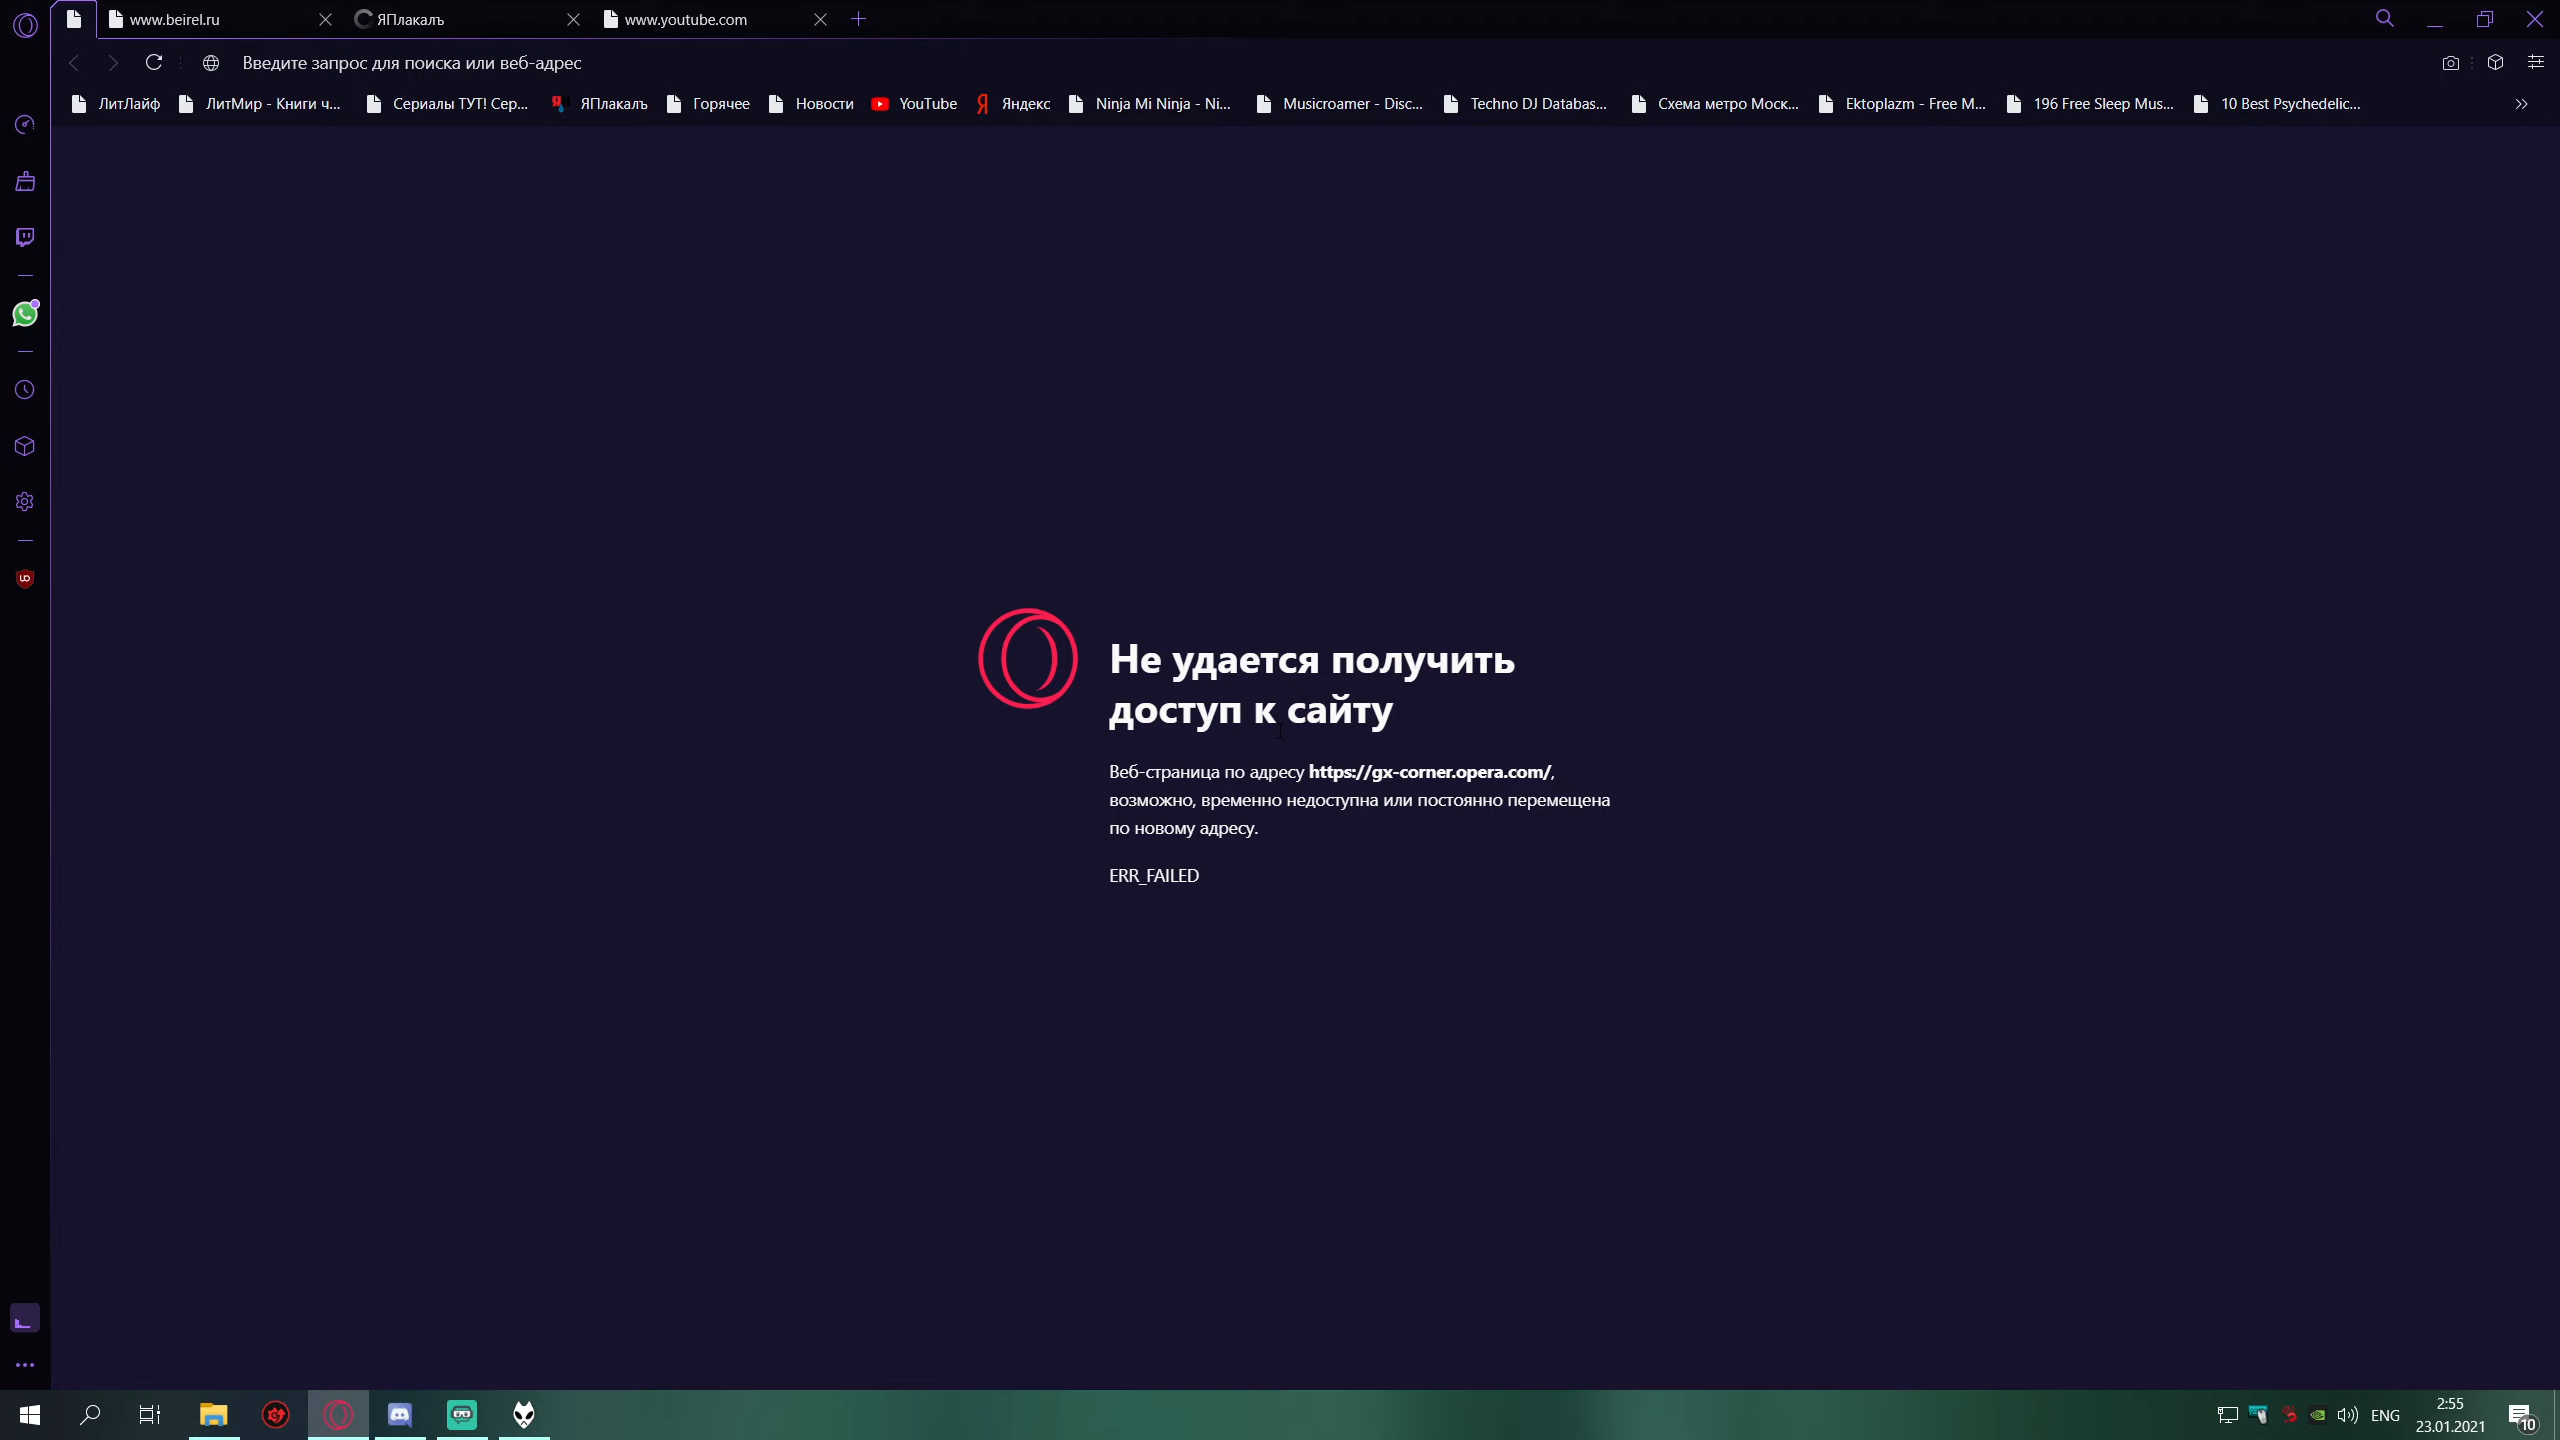 www.beirel.ru
ЯПлакалъ
www.youtube.com
Введите запрос для поиска или веб-адрес
ЛитЛайф
ЛитМир - Книги ч...
Сериалы ТУТ! Сер...
ЯПлакалъ
Горячее
Новости
YouTube
Яндекс
Ninja Mi Ninja - Ni...
Musicroamer - Disc...
Techno DJ Databas...
Схема метро Моск...
Ektoplazm - Free M...
196 Free Sleep Mus...
10 Best Psychedelic...
Не удается получить
доступ к сайту
Веб-страница по адресу https://gx-corner.opera.com/,
возможно, временно недоступна или постоянно перемещена
по новому адресу.
ERR_FAILED
ENG
2:55
23.01.2021
10